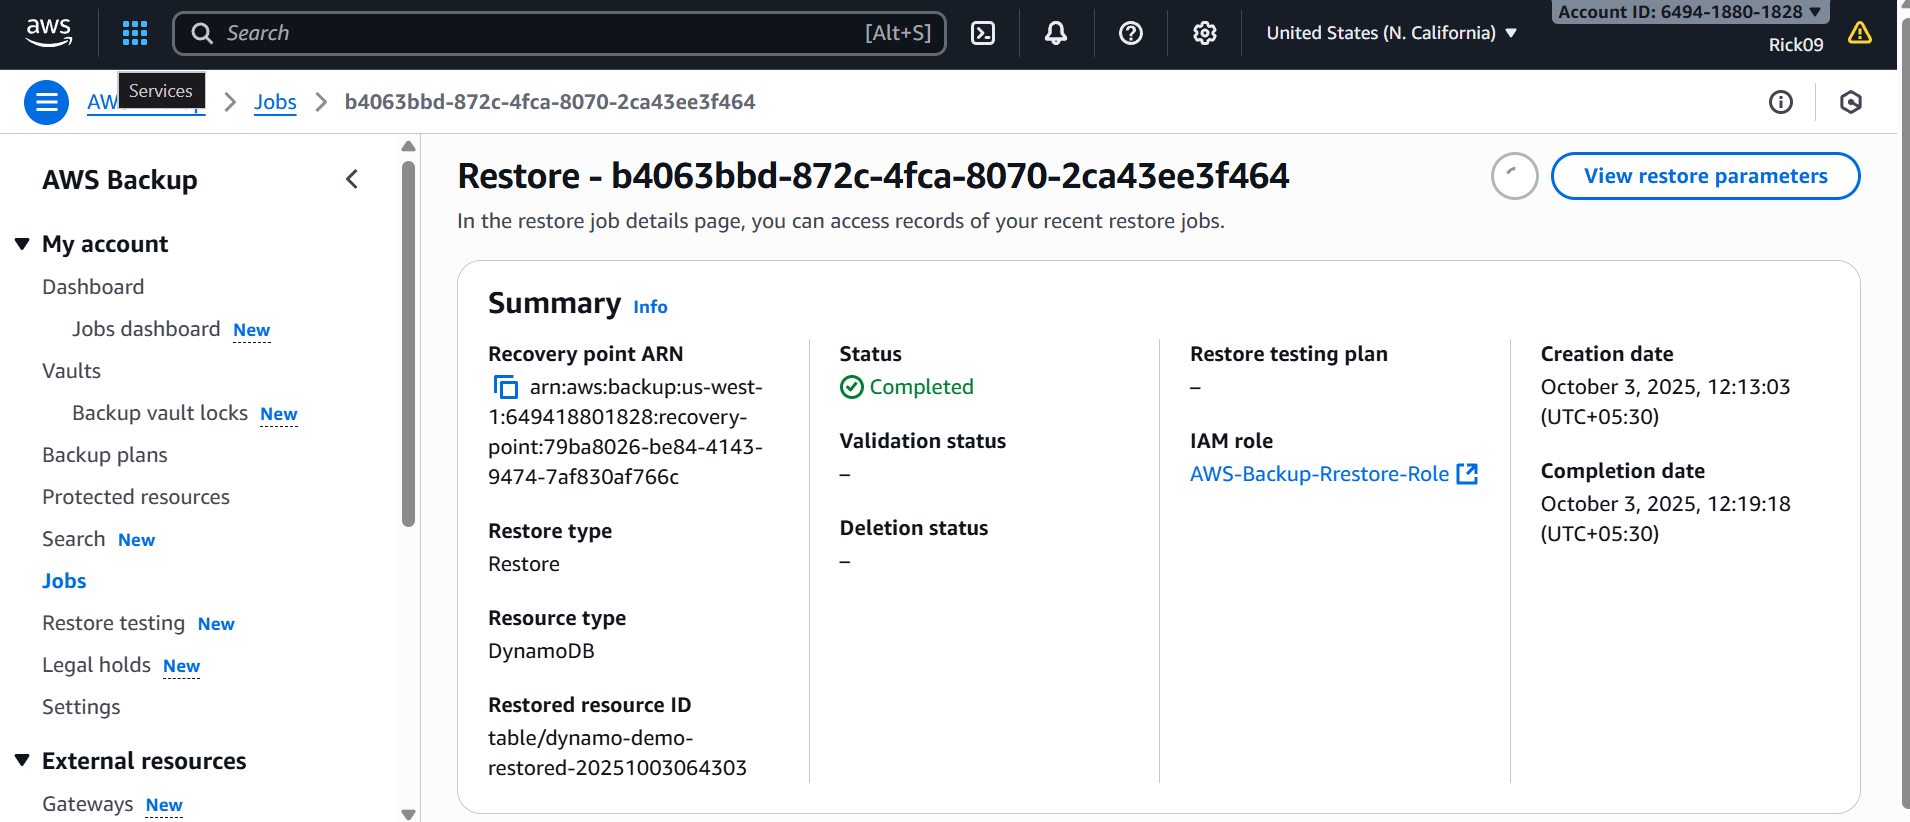 aws
Search
[Alt+S]
United States (N. California)
Account ID: 6494-1880-1828
Rick09
Services
AW
Jobs
b4063bbd-872c-4fca-8070-2ca43ee3f464
AWS Backup
My account
Dashboard
Jobs dashboard New
Vaults
Backup vault locks New
Backup plans
Protected resources
Search New
Jobs
Restore testing New
Legal holds New
Settings
External resources
Gateways New
Restore - b4063bbd-872c-4fca-8070-2ca43ee3f464
View restore parameters
In the restore job details page, you can access records of your recent restore jobs.
Summary Info
Recovery point ARN
arn:aws:backup:us-west-
1:649418801828:recovery-
point:79ba8026-be84-4143-
9474-7af830af766c
Restore type
Restore
Resource type
DynamoDB
Restored resource ID
table/dynamo-demo-
restored-20251003064303
Status
Completed
Validation status
–
Deletion status
–
Restore testing plan
–
IAM role
AWS-Backup-Rrestore-Role
Creation date
October 3, 2025, 12:13:03
(UTC+05:30)
Completion date
October 3, 2025, 12:19:18
(UTC+05:30)